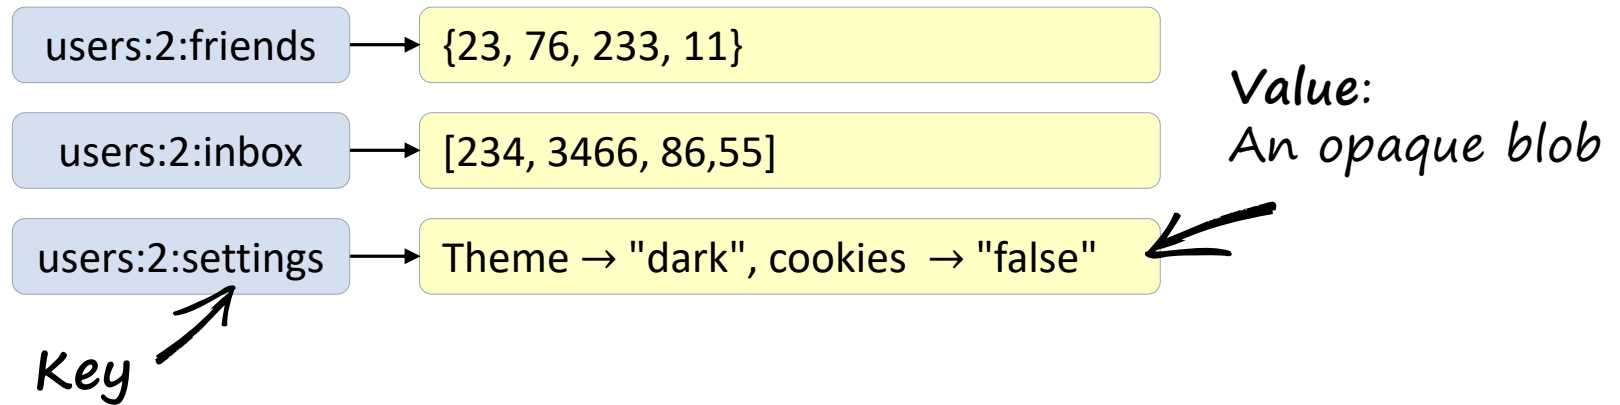 users:2:friends {23, 76, 233, 11}
Value:
An opaque blob
users:2:inbox [234, 3466, 86,55]
users:2:settings Theme → "dark", cookies → "false"
Key